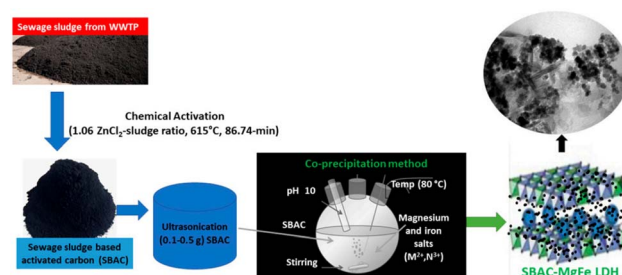 Sewage sludge from WWTP
Chemical Activation
(1.06 ZnCl₂-sludge ratio, 615°C, 86.74-min)
Sewage sludge based
activated carbon (SBAC)
Ultrasonication
(0.1-0.5 g) SBAC
Co-precipitation method
pH 10
Temp (80 °C)
SBAC
Magnesium
and iron
salts
(M²⁺,N³⁺)
Stirring
SBAC-MgFe LDH